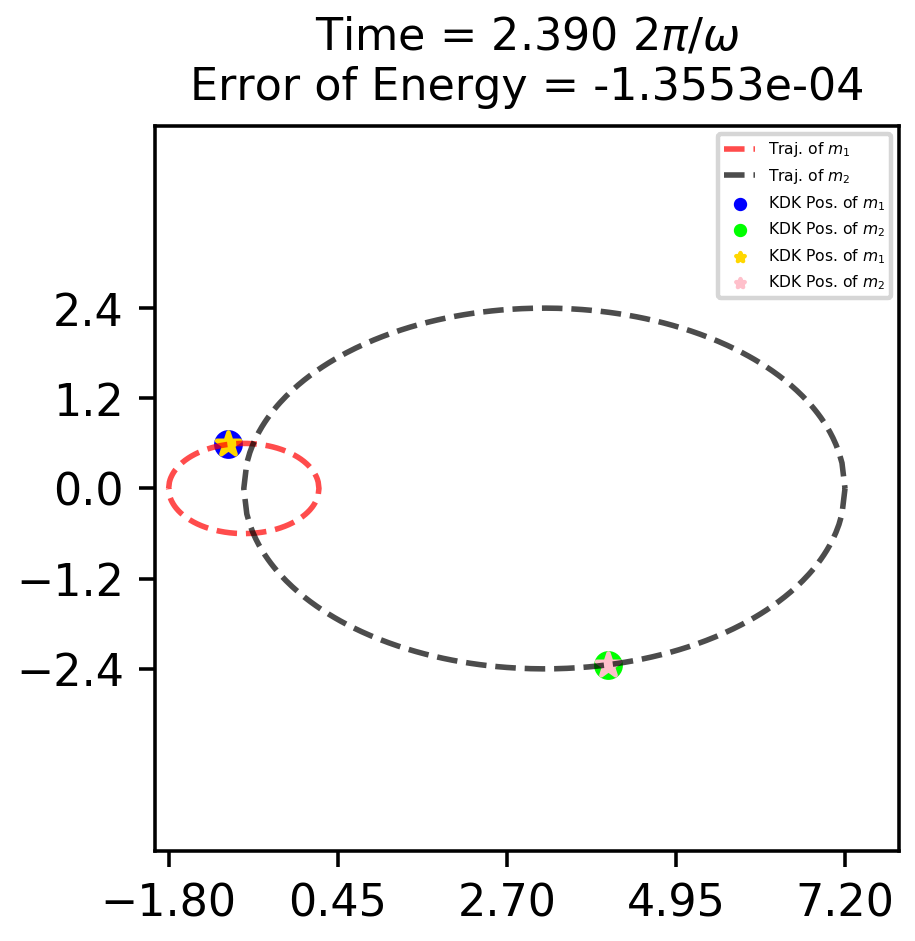 Time = 2.390 2π/ω
Error of Energy = -1.3553e-04
Traj. of m₁
Traj. of m₂
KDK Pos. of m₁
KDK Pos. of m₂
KDK Pos. of m₁
KDK Pos. of m₂
2.4
1.2
0.0
−1.2
−2.4
−1.80 0.45 2.70 4.95 7.20